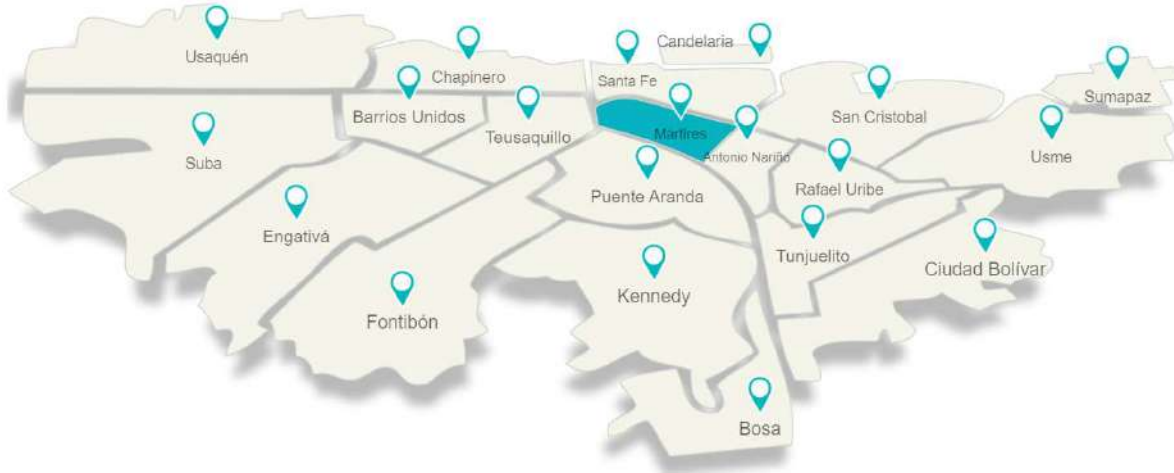 Usaquén
Candelaria
Chapinero
Santa Fe
Sumapaz
Barrios Unidos
San Cristobal
Martires
Teusaquillo
Antonio Nariño
Suba
Usme
Rafael Uribe
Puente Aranda
Engativá
Tunjuelito
Ciudad Bolívar
Kennedy
Fontibón
Bosa